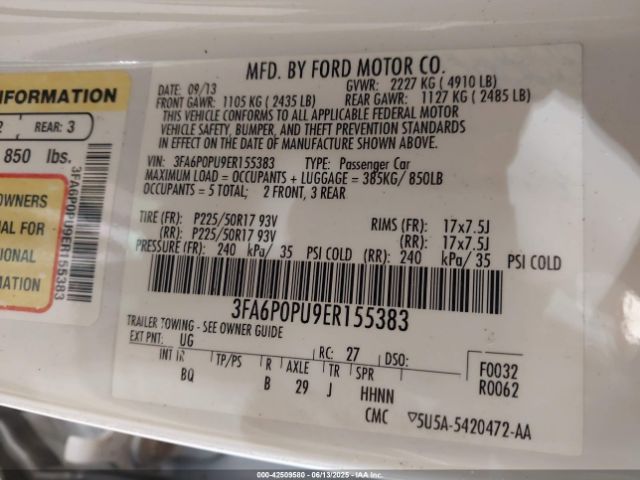 INFORMATION
2
REAR: 3
850 lbs.
OWNERS
UAL FOR
IONAL
MATION
3FA6P0PU9ER155383
MFD. BY FORD MOTOR CO.
DATE: 09/13
GVWR: 2227 KG ( 4910 LB)
FRONT GAWR: 1105 KG ( 2435 LB)
REAR GAWR: 1127 KG ( 2485 LB)
THIS VEHICLE CONFORMS TO ALL APPLICABLE FEDERAL MOTOR
VEHICLE SAFETY, BUMPER, AND THEFT PREVENTION STANDARDS
IN EFFECT ON THE DATE OF MANUFACTURE SHOWN ABOVE.
VIN: 3FA6P0PU9ER155383 TYPE: Passenger Car
MAXIMUM LOAD = OCCUPANTS + LUGGAGE = 385KG/ 850LB
OCCUPANTS = 5 TOTAL; 2 FRONT, 3 REAR
TIRE (FR): P225/50R17 93V RIMS (FR): 17x7.5J
(RR): P225/50R17 93V (RR): 17x7.5J
PRESSURE (FR): 240 kPa/ 35 PSI COLD (RR): 240 kPa/ 35 PSI COLD
3FA6P0PU9ER155383
TRAILER TOWING - SEE OWNER GUIDE
EXT PNT: UG RC: 27 DSO:
INT TR TP/PS R AXLE TR SPR F0032
BQ B 29 J HHNN R0062
CMC 5U5A-5420472-AA
IAA
000-42509580 - 06/13/2025 - IAAI.com